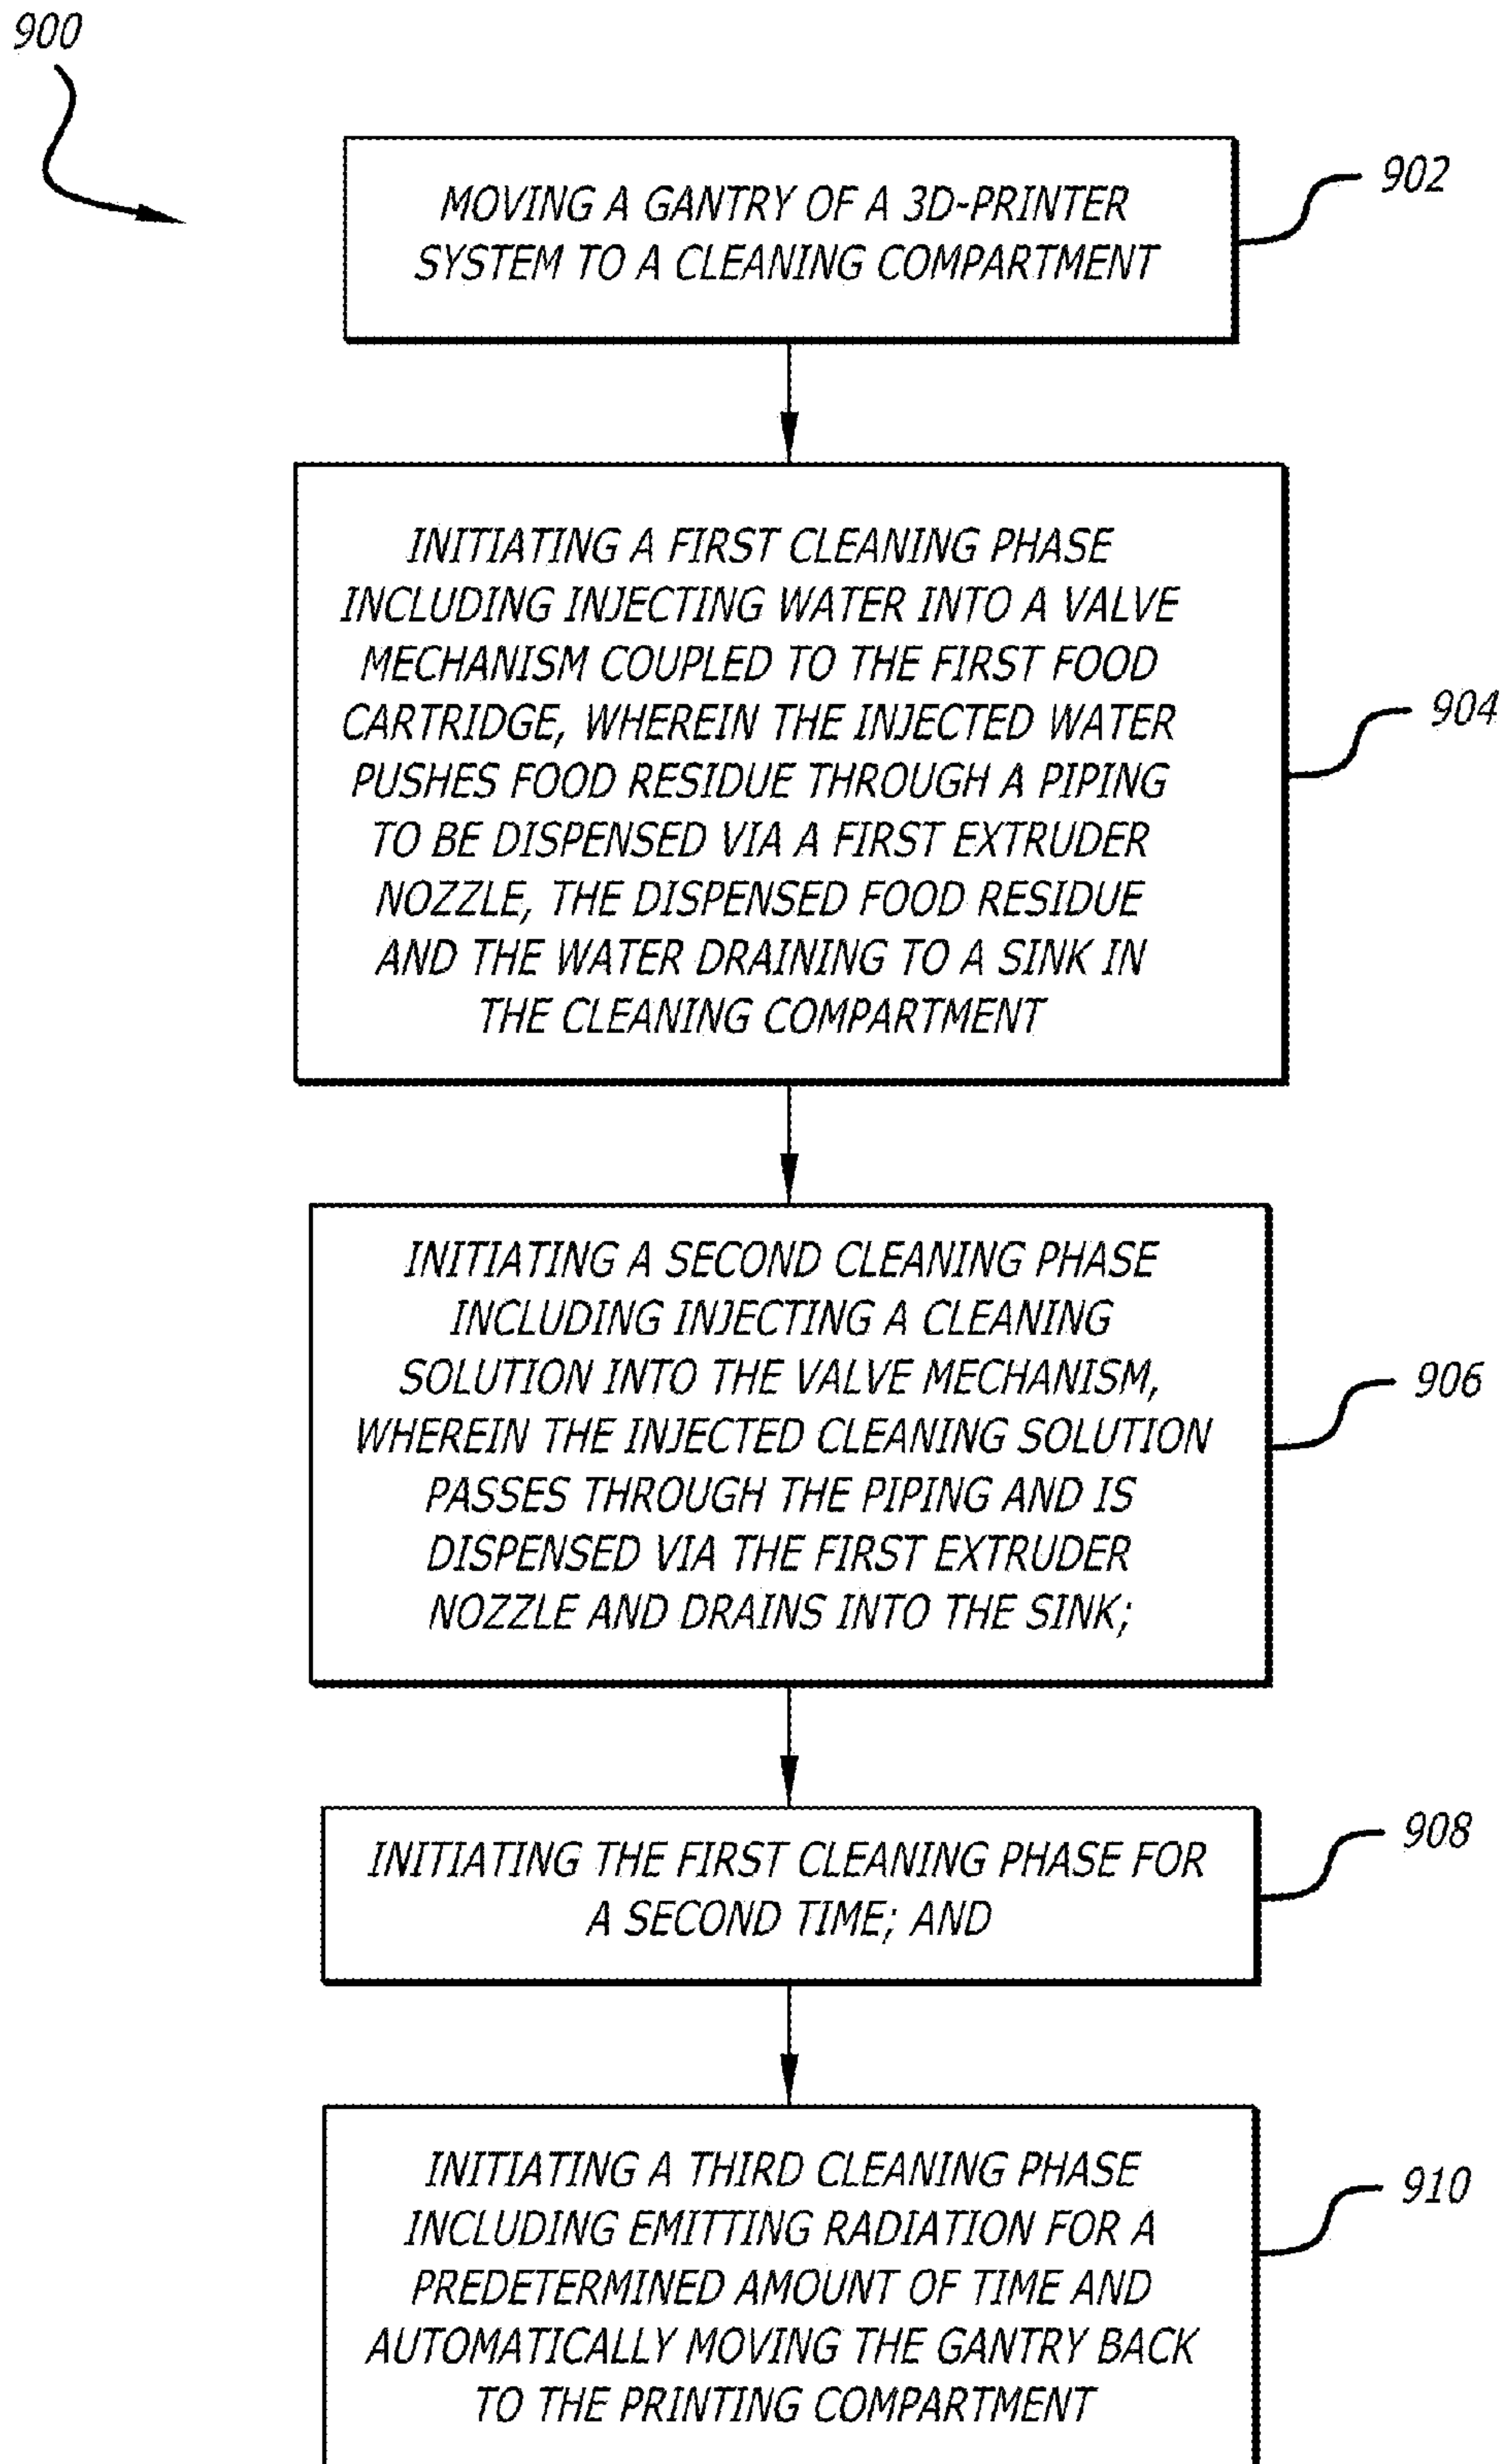 900
MOVING A GANTRY OF A 3D-PRINTER
SYSTEM TO A CLEANING COMPARTMENT
902
INITIATING A FIRST CLEANING PHASE
INCLUDING INJECTING WATER INTO A VALVE
MECHANISM COUPLED TO THE FIRST FOOD
CARTRIDGE, WHEREIN THE INJECTED WATER
PUSHES FOOD RESIDUE THROUGH A PIPING
TO BE DISPENSED VIA A FIRST EXTRUDER
NOZZLE, THE DISPENSED FOOD RESIDUE
AND THE WATER DRAINING TO A SINK IN
THE CLEANING COMPARTMENT
904
INITIATING A SECOND CLEANING PHASE
INCLUDING INJECTING A CLEANING
SOLUTION INTO THE VALVE MECHANISM,
WHEREIN THE INJECTED CLEANING SOLUTION
PASSES THROUGH THE PIPING AND IS
DISPENSED VIA THE FIRST EXTRUDER
NOZZLE AND DRAINS INTO THE SINK;
906
INITIATING THE FIRST CLEANING PHASE FOR
A SECOND TIME; AND
908
INITIATING A THIRD CLEANING PHASE
INCLUDING EMITTING RADIATION FOR A
PREDETERMINED AMOUNT OF TIME AND
AUTOMATICALLY MOVING THE GANTRY BACK
TO THE PRINTING COMPARTMENT
910